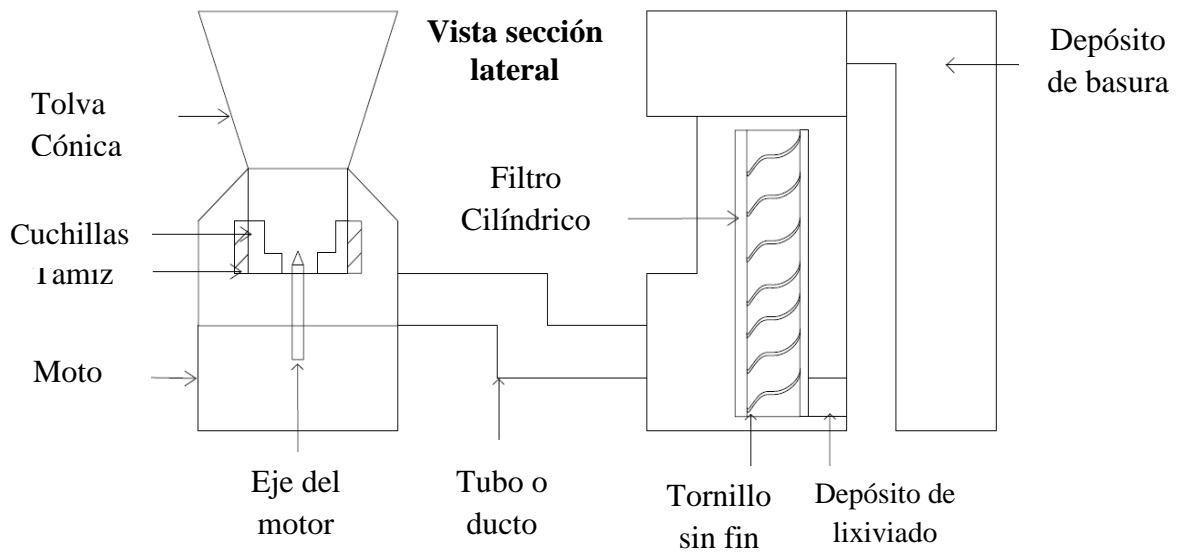 Vista sección
lateral
Depósito
de basura
Tolva
Cónica
Filtro
Cilíndrico
Cuchillas
Tamiz
Moto
Eje del
motor
Tubo o
ducto
Tornillo
sin fin
Depósito de
lixiviado